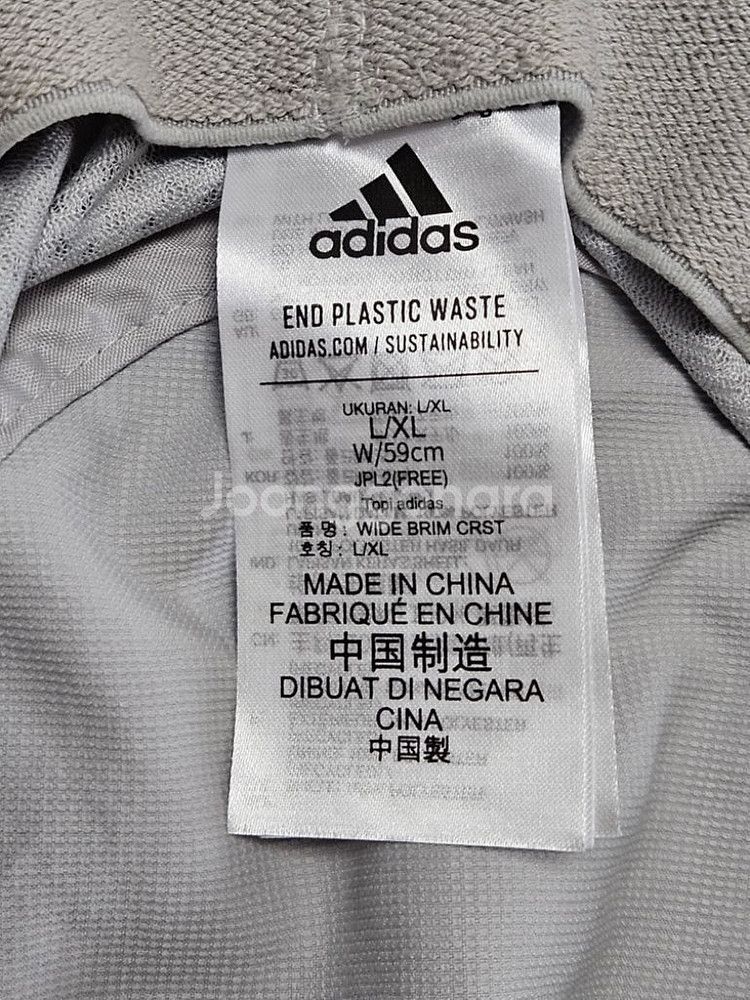 adidas
END PLASTIC WASTE
ADIDAS.COM / SUSTAINABILITY
UKURAN: L/XL
L/XL
W/59cm
JPL2(FREE)
Joongonara
Topi adidas
품 명 : WIDE BRIM CRST
호칭 : L/XL
MADE IN CHINA
FABRIQUÉ EN CHINE
中国制造
DIBUAT DI NEGARA
CINA
中国製